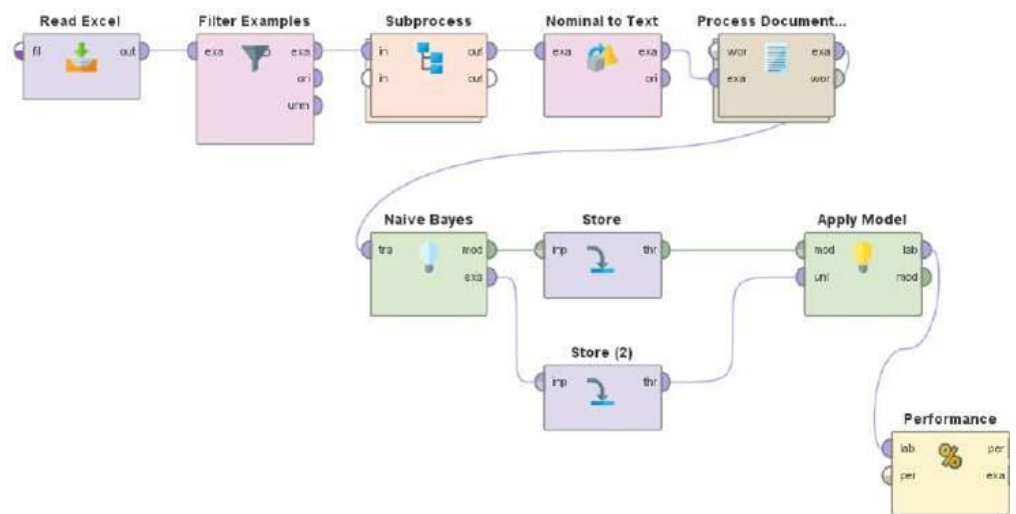 Read Excel
Filter Examples
Subprocess
Nominal to Text
Process Document...
fil
out
exa
exa
ori
unm
in
out
in
out
exa
exa
ori
wor
exa
exa
wor
Naive Bayes
Store
Apply Model
tra
mod
exa
inp
thr
mod
lab
unl
mod
Store (2)
inp
thr
Performance
lab
per
per
exa
%